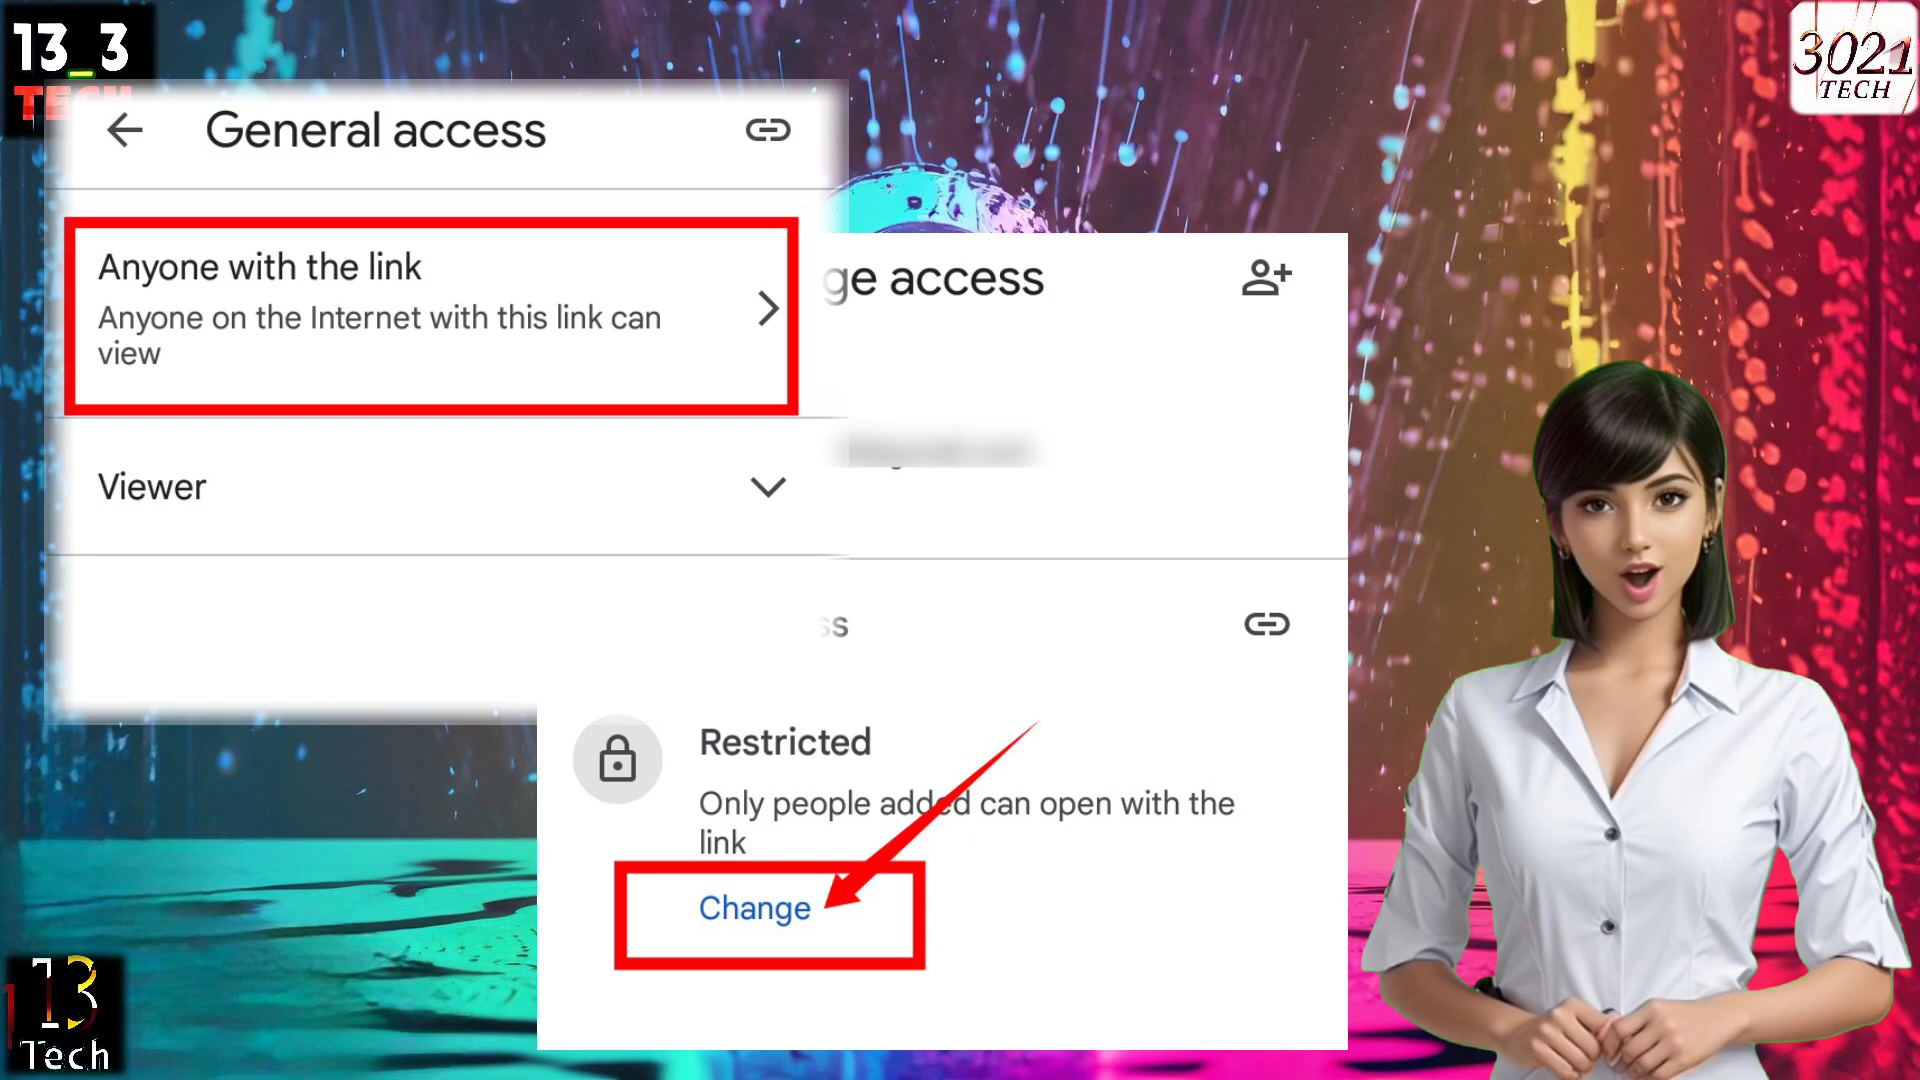 13_3
TECH
3021
TECH
General access
Anyone with the link
Anyone on the Internet with this link can
view
Viewer
ge access
ss
Restricted
Only people added can open with the
link
Change
13
Tech